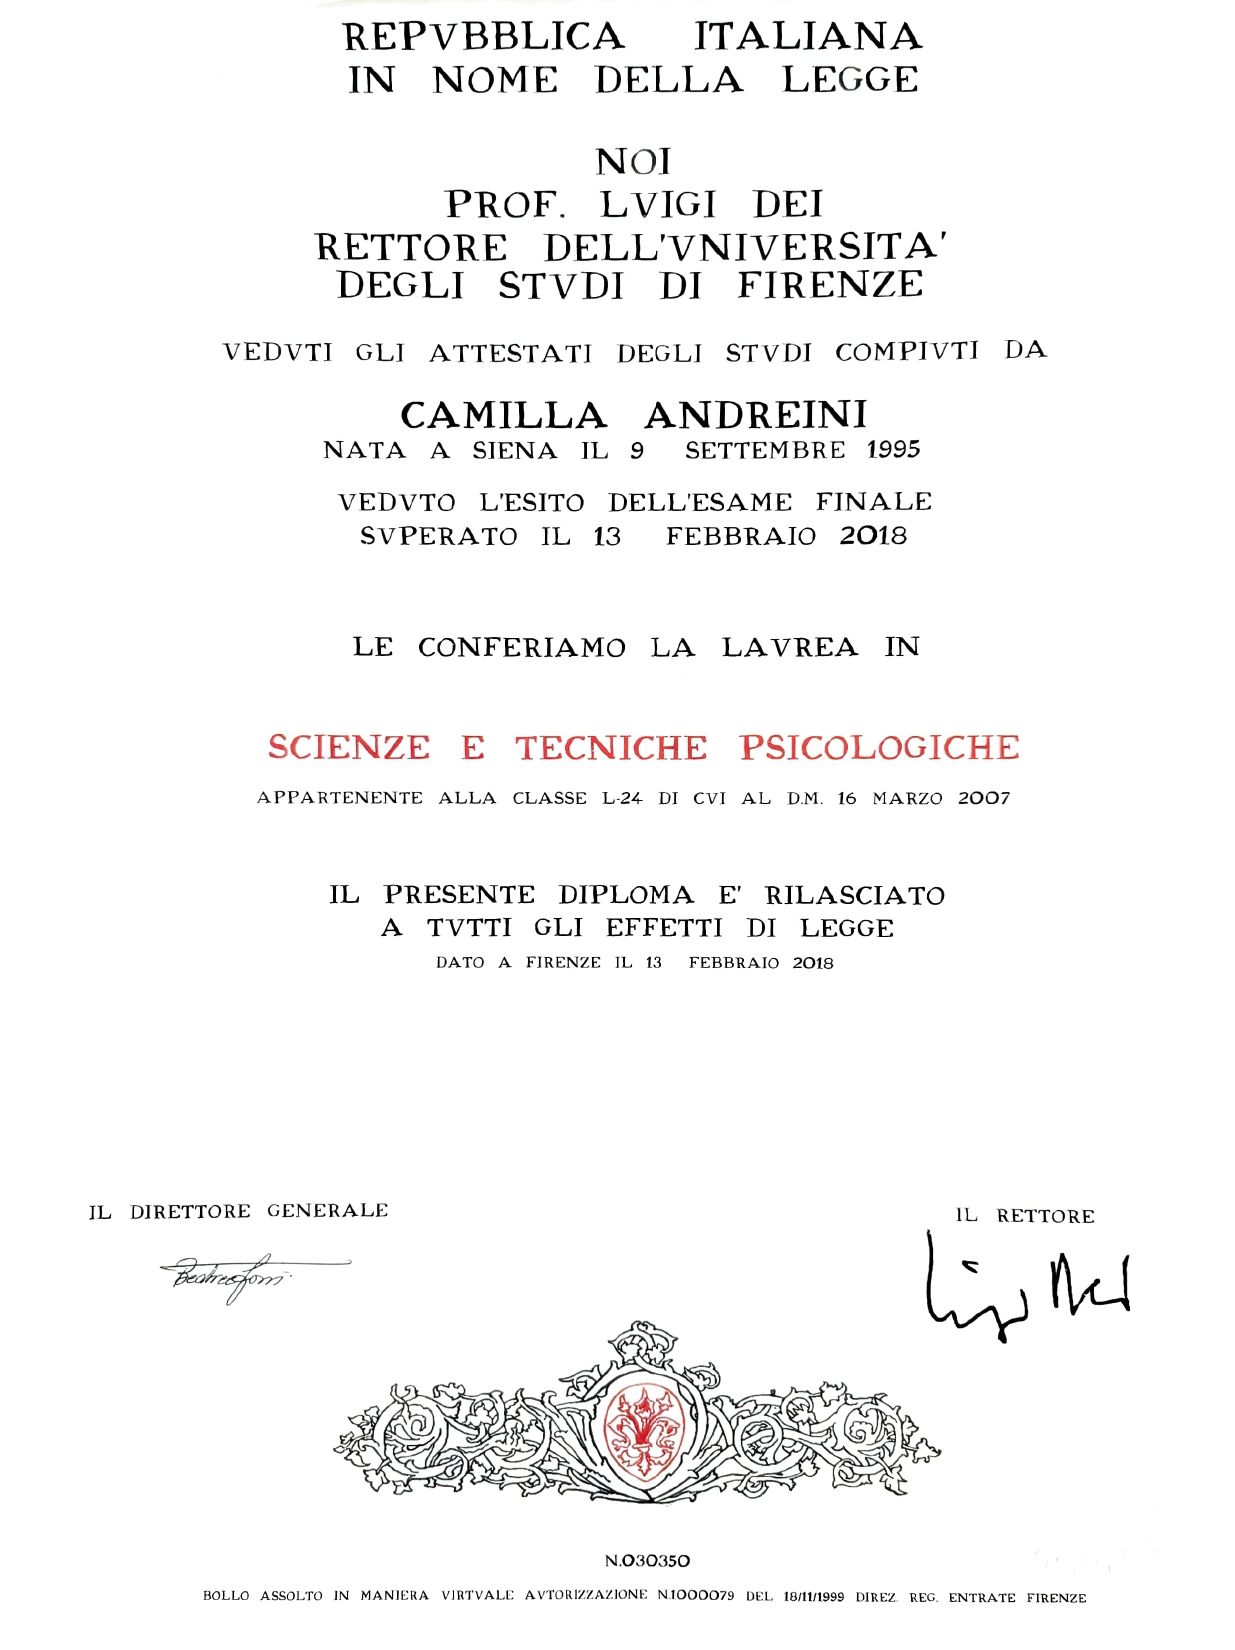 REPVBBLICA ITALIANA
IN NOME DELLA LEGGE
NOI
PROF. LVIGI DEI
RETTORE DELL'VNIVERSITA'
DEGLI STVDI DI FIRENZE
VEDVTI GLI ATTESTATI DEGLI STVDI COMPIVTI DA
CAMILLA ANDREINI
NATA A SIENA IL 9 SETTEMBRE 1995
VEDVTO L'ESITO DELL'ESAME FINALE
SVPERATO IL 13 FEBBRAIO 2018
LE CONFERIAMO LA LAVREA IN
SCIENZE E TECNICHE PSICOLOGICHE
APPARTENENTE ALLA CLASSE L-24 DI CVI AL D.M. 16 MARZO 2007
IL PRESENTE DIPLOMA E' RILASCIATO
A TVTTI GLI EFFETTI DI LEGGE
DATO A FIRENZE IL 13 FEBBRAIO 2018
IL DIRETTORE GENERALE
IL RETTORE
Luigi Dei
N.030350
BOLLO ASSOLTO IN MANIERA VIRTVALE AVTORIZZAZIONE N.1000079 DEL 18/11/1999 DIREZ. REG. ENTRATE FIRENZE